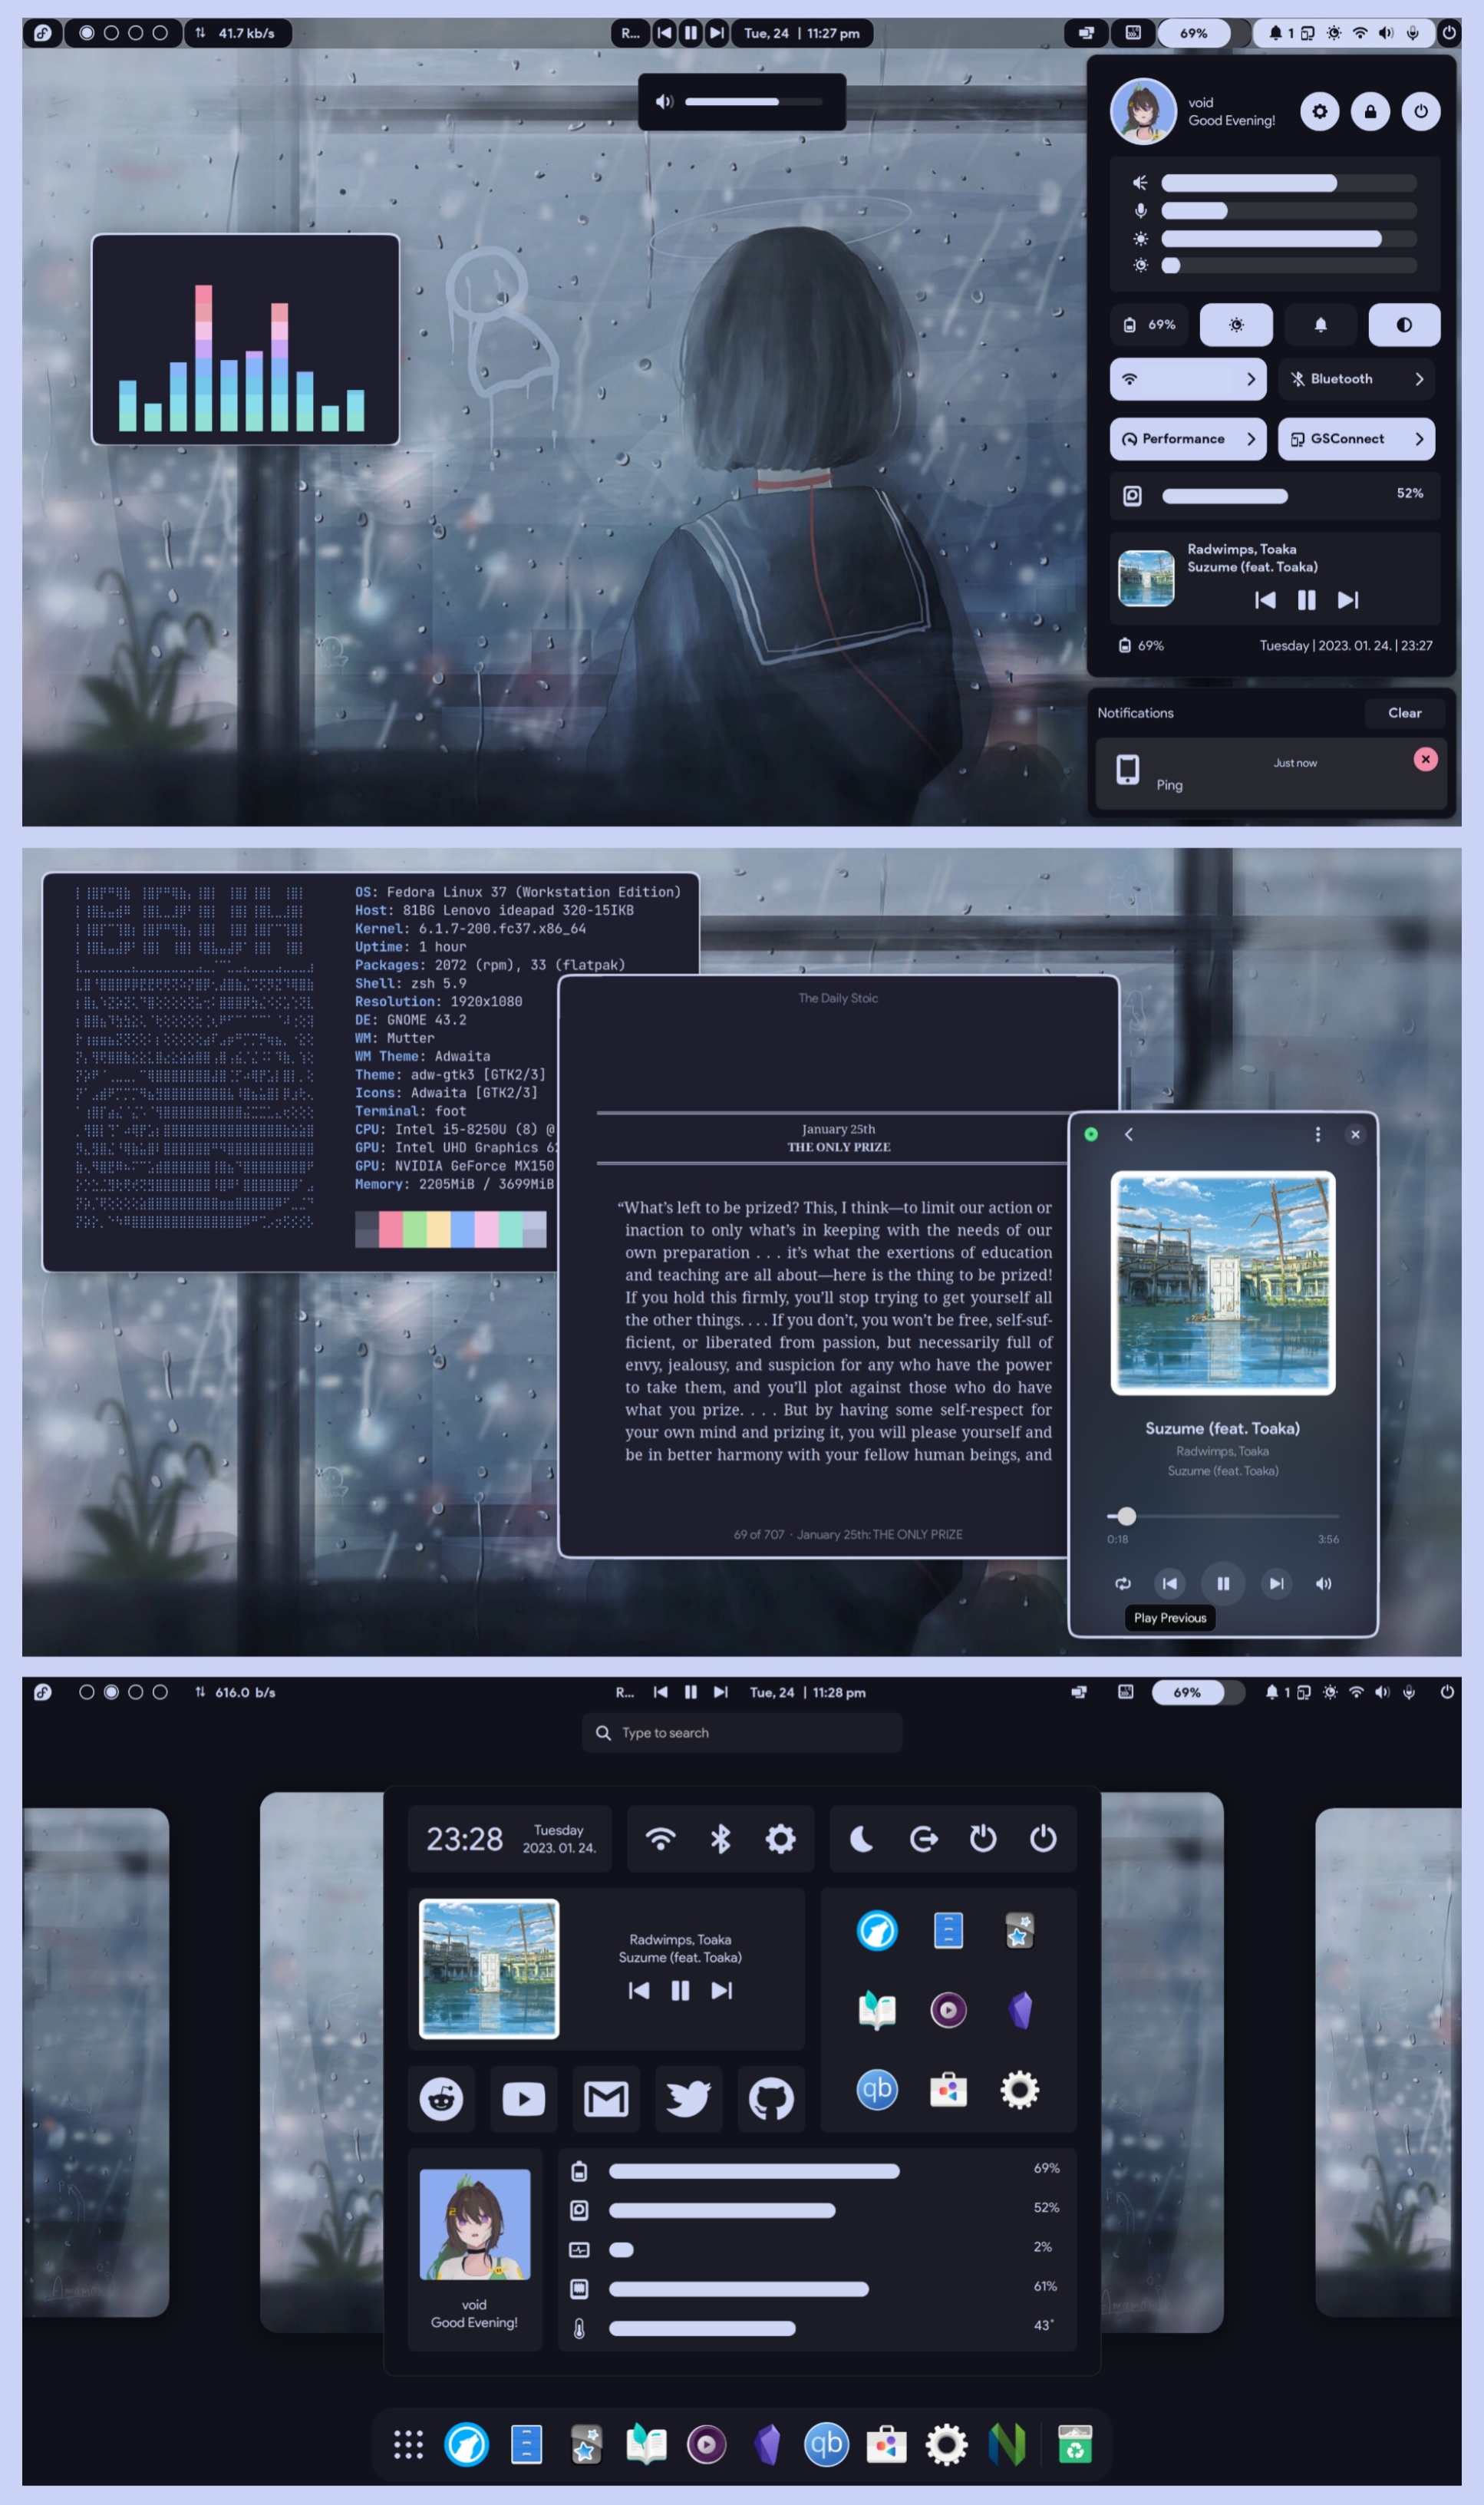 41.7 kb/s
R...
Tue, 24 | 11:27 pm
69%
1
void
Good Evening!
69%
Bluetooth
Performance
GSConnect
52%
Radwimps, Toaka
Suzume (feat. Toaka)
69%
Tuesday | 2023. 01. 24. | 23:27
Notifications
Clear
Just now
Ping
OS: Fedora Linux 37 (Workstation Edition)
Host: 81BG Lenovo ideapad 320-15IKB
Kernel: 6.1.7-200.fc37.x86_64
Uptime: 1 hour
Packages: 2072 (rpm), 33 (flatpak)
Shell: zsh 5.9
Resolution: 1920x1080
DE: GNOME 43.2
WM: Mutter
WM Theme: Adwaita
Theme: adw-gtk3 [GTK2/3]
Icons: Adwaita [GTK2/3]
Terminal: foot
CPU: Intel i5-8250U (8) @
GPU: Intel UHD Graphics 62
GPU: NVIDIA GeForce MX150
Memory: 2205MiB / 3699MiB
The Daily Stoic
January 25th
THE ONLY PRIZE
“What’s left to be prized? This, I think—to limit our action or
inaction to only what’s in keeping with the needs of our
own preparation . . . it’s what the exertions of education
and teaching are all about—here is the thing to be prized!
If you hold this firmly, you’ll stop trying to get yourself all
the other things. . . . If you don’t, you won’t be free, self-suf-
ficient, or liberated from passion, but necessarily full of
envy, jealousy, and suspicion for any who have the power
to take them, and you’ll plot against those who do have
what you prize. . . . But by having some self-respect for
your own mind and prizing it, you will please yourself and
be in better harmony with your fellow human beings, and
69 of 707 · January 25th: THE ONLY PRIZE
Suzume (feat. Toaka)
Radwimps, Toaka
Suzume (feat. Toaka)
0:18
3:56
Play Previous
616.0 b/s
R...
Tue, 24 | 11:28 pm
69%
1
Type to search
23:28
Tuesday
2023. 01. 24.
Radwimps, Toaka
Suzume (feat. Toaka)
qb
void
Good Evening!
69%
52%
2%
61%
43°
qb